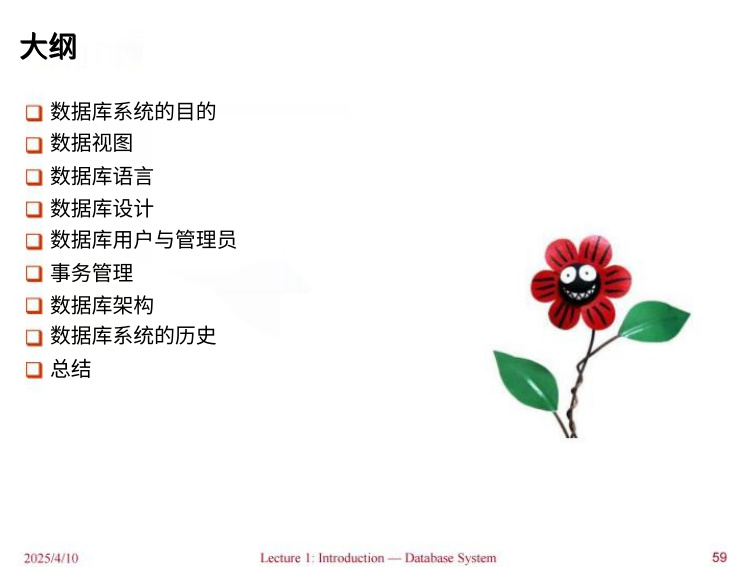 大纲
数据库系统的目的
数据视图
数据库语言
数据库设计
数据库用户与管理员
事务管理
数据库架构
数据库系统的历史
总结
2025/4/10
Lecture 1: Introduction — Database System
59